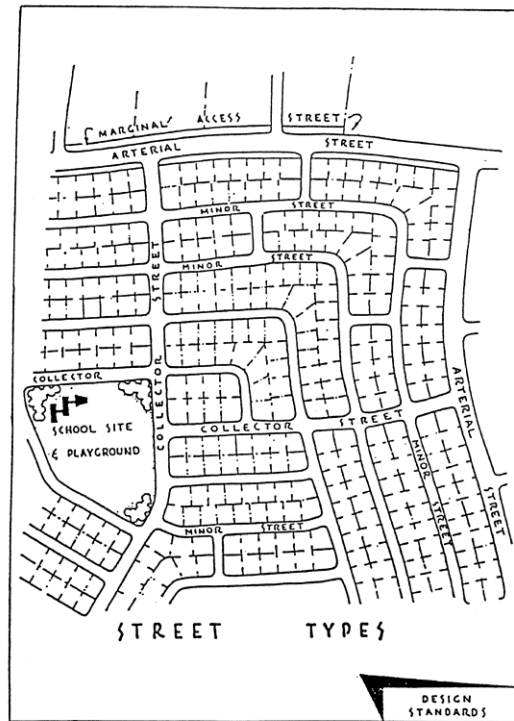 MARGINAL ACCESS STREET
ARTERIAL STREET
MINOR STREET
STREET
MINOR STREET
COLLECTOR
COLLECTOR
ARTERIAL
COLLECTOR STREET
SCHOOL SITE
& PLAYGROUND
MINOR STREET
STREET
MINOR STREET
STREET TYPES
DESIGN
STANDARDS